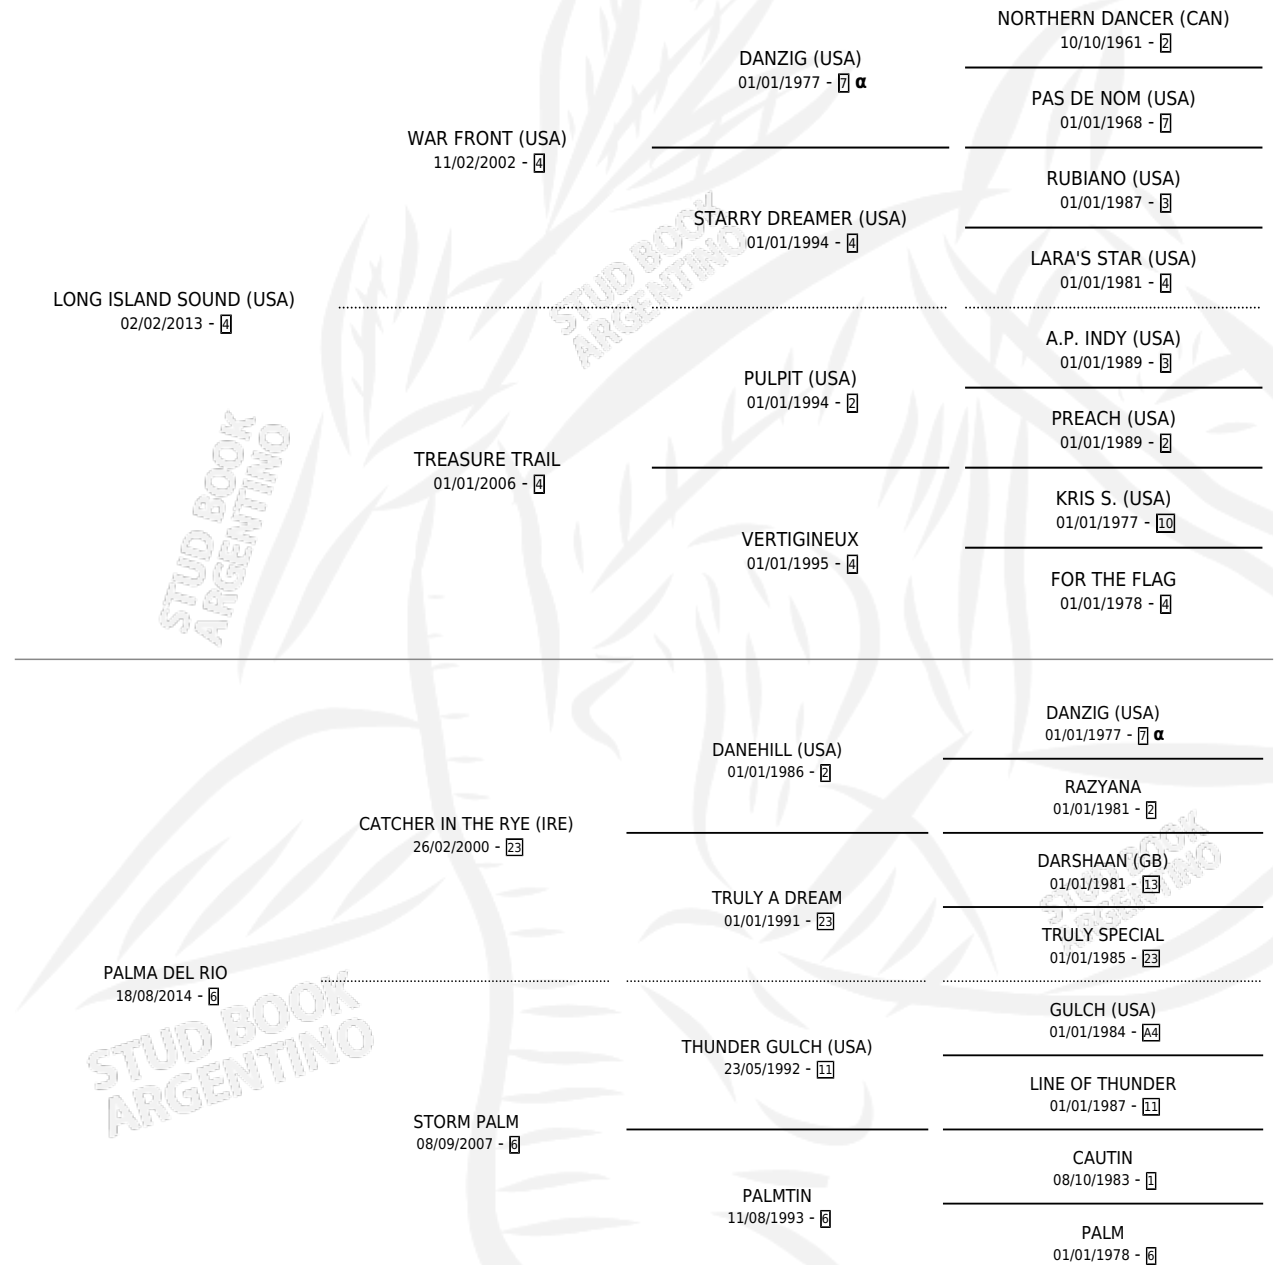 NORTHERN DANCER (CAN)
10/10/1961 - 2
DANZIG (USA)
01/01/1977 - 7 α
PAS DE NOM (USA)
01/01/1968 - 7
WAR FRONT (USA)
11/02/2002 - 4
RUBIANO (USA)
01/01/1987 - 3
STARRY DREAMER (USA)
01/01/1994 - 4
LARA'S STAR (USA)
01/01/1981 - 4
LONG ISLAND SOUND (USA)
02/02/2013 - 4
A.P. INDY (USA)
01/01/1989 - 3
PULPIT (USA)
01/01/1994 - 2
PREACH (USA)
01/01/1989 - 2
TREASURE TRAIL
01/01/2006 - 4
KRIS S. (USA)
01/01/1977 - 10
VERTIGINEUX
01/01/1995 - 4
FOR THE FLAG
01/01/1978 - 4
DANZIG (USA)
01/01/1977 - 7 α
DANEHILL (USA)
01/01/1986 - 2
RAZYANA
01/01/1981 - 2
CATCHER IN THE RYE (IRE)
26/02/2000 - 23
DARSHAAN (GB)
01/01/1981 - 13
TRULY A DREAM
01/01/1991 - 23
TRULY SPECIAL
01/01/1985 - 23
PALMA DEL RIO
18/08/2014 - 6
GULCH (USA)
01/01/1984 - A4
THUNDER GULCH (USA)
23/05/1992 - 11
LINE OF THUNDER
01/01/1987 - 11
STORM PALM
08/09/2007 - 6
CAUTIN
08/10/1983 - 1
PALMTIN
11/08/1993 - 6
PALM
01/01/1978 - 6
STUD BOOK
ARGENTINO
STUD BOOK
ARGENTINO
STUD BOOK
ARGENTINO
STUD BOOK
ARGENTINO